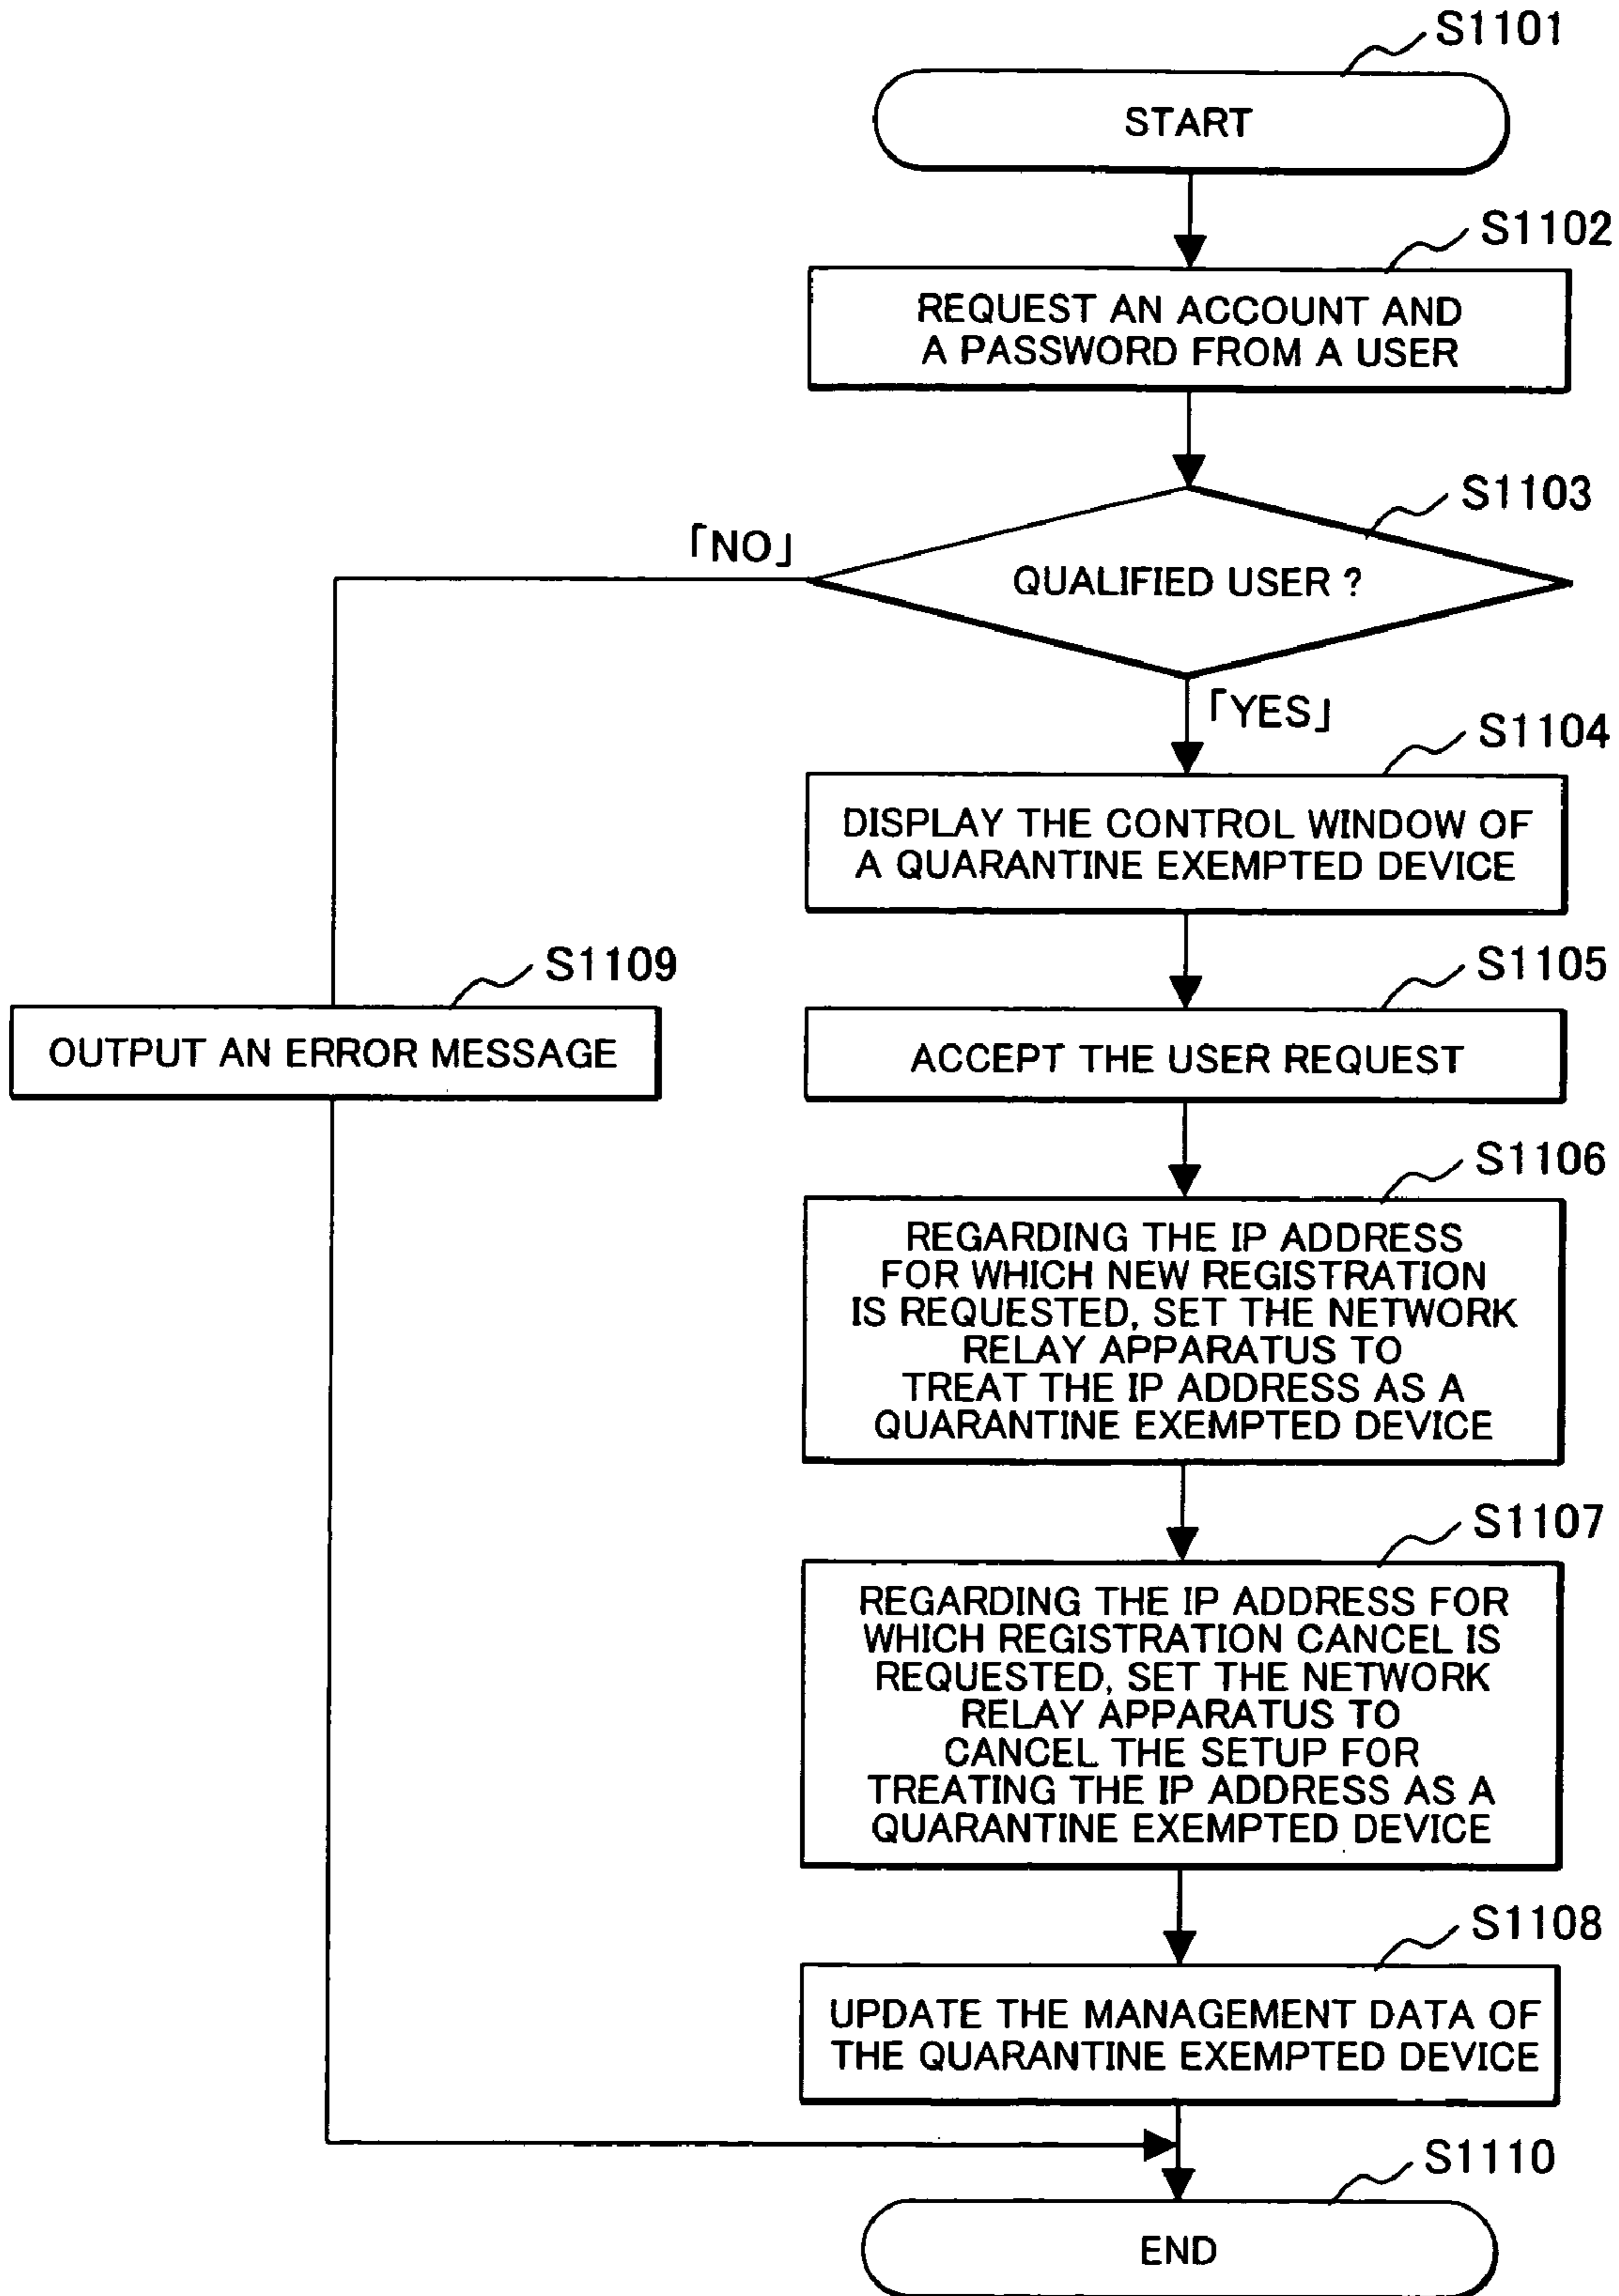 S1101
START
S1102
REQUEST AN ACCOUNT AND
A PASSWORD FROM A USER
S1103
「NO」
QUALIFIED USER ?
「YES」
S1104
DISPLAY THE CONTROL WINDOW OF
A QUARANTINE EXEMPTED DEVICE
S1109
OUTPUT AN ERROR MESSAGE
S1105
ACCEPT THE USER REQUEST
S1106
REGARDING THE IP ADDRESS
FOR WHICH NEW REGISTRATION
IS REQUESTED, SET THE NETWORK
RELAY APPARATUS TO
TREAT THE IP ADDRESS AS A
QUARANTINE EXEMPTED DEVICE
S1107
REGARDING THE IP ADDRESS FOR
WHICH REGISTRATION CANCEL IS
REQUESTED, SET THE NETWORK
RELAY APPARATUS TO
CANCEL THE SETUP FOR
TREATING THE IP ADDRESS AS A
QUARANTINE EXEMPTED DEVICE
S1108
UPDATE THE MANAGEMENT DATA OF
THE QUARANTINE EXEMPTED DEVICE
S1110
END